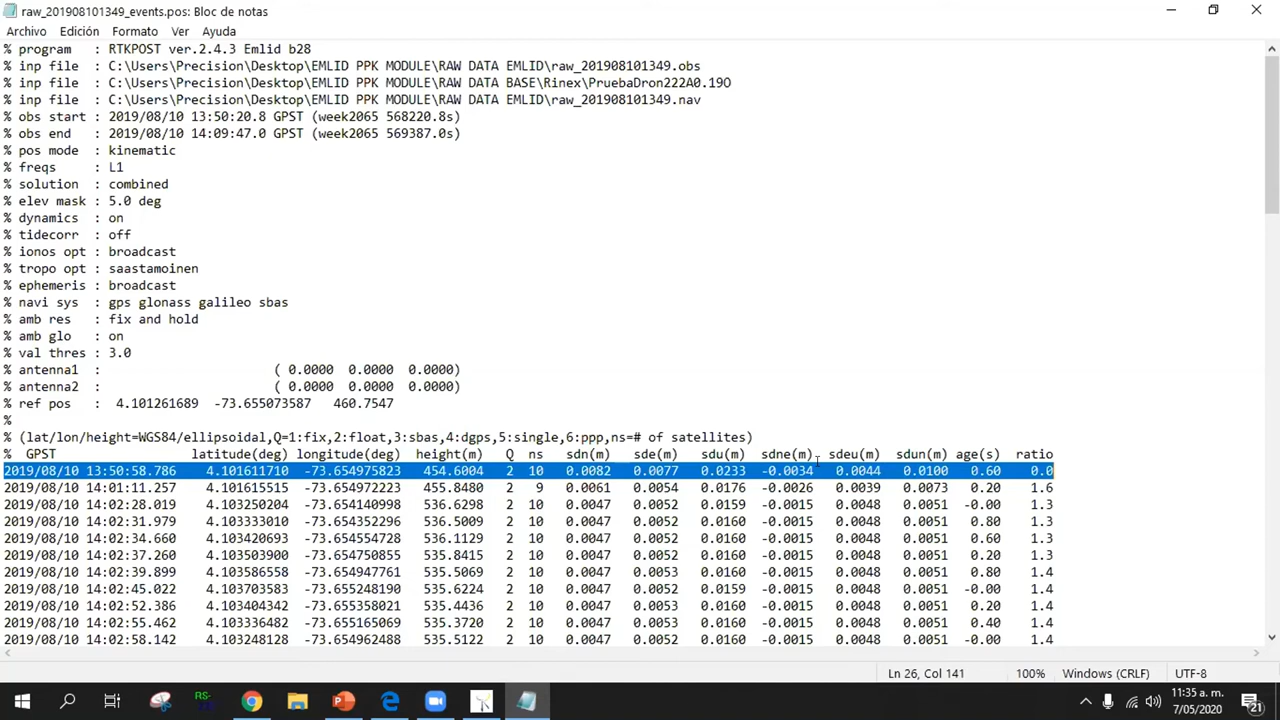 raw_201908101349_events.pos: Bloc de notas
Archivo Edición Formato Ver Ayuda
% program : RTKPOST ver.2.4.3 Emlid b28
% inp file : C:\Users\Precision\Desktop\EMLID PPK MODULE\RAW DATA EMLID\raw_201908101349.obs
% inp file : C:\Users\Precision\Desktop\EMLID PPK MODULE\RAW DATA BASE\Rinex\PruebaDron222A0.19O
% inp file : C:\Users\Precision\Desktop\EMLID PPK MODULE\RAW DATA EMLID\raw_201908101349.nav
% obs start : 2019/08/10 13:50:20.8 GPST (week2065 568220.8s)
% obs end : 2019/08/10 14:09:47.0 GPST (week2065 569387.0s)
% pos mode : kinematic
% freqs : L1
% solution : combined
% elev mask : 5.0 deg
% dynamics : on
% tidecorr : off
% ionos opt : broadcast
% tropo opt : saastamoinen
% ephemeris : broadcast
% navi sys : gps glonass galileo sbas
% amb res : fix and hold
% amb glo : on
% val thres : 3.0
% antenna1 : ( 0.0000 0.0000 0.0000)
% antenna2 : ( 0.0000 0.0000 0.0000)
% ref pos : 4.101261689 -73.655073587 460.7547
%
% (lat/lon/height=WGS84/ellipsoidal,Q=1:fix,2:float,3:sbas,4:dgps,5:single,6:ppp,ns=# of satellites)
% GPST latitude(deg) longitude(deg) height(m) Q ns sdn(m) sde(m) sdu(m) sdne(m) sdeu(m) sdun(m) age(s) ratio
2019/08/10 13:50:58.786 4.101611710 -73.654975823 454.6004 2 10 0.0082 0.0077 0.0233 -0.0034 0.0044 0.0100 0.60 0.0
2019/08/10 14:01:11.257 4.101615515 -73.654972223 455.8480 2 9 0.0061 0.0054 0.0176 -0.0026 0.0039 0.0073 0.20 1.6
2019/08/10 14:02:28.019 4.103250204 -73.654140998 536.6298 2 10 0.0047 0.0053 0.0159 -0.0015 0.0048 0.0051 -0.00 1.3
2019/08/10 14:02:31.979 4.103333010 -73.654352296 536.5009 2 10 0.0047 0.0053 0.0160 -0.0015 0.0048 0.0051 0.80 1.3
2019/08/10 14:02:34.660 4.103420693 -73.654554728 536.1129 2 10 0.0047 0.0053 0.0160 -0.0015 0.0048 0.0051 0.60 1.3
2019/08/10 14:02:37.260 4.103503900 -73.654750855 535.8415 2 10 0.0047 0.0053 0.0160 -0.0015 0.0048 0.0051 0.20 1.3
2019/08/10 14:02:39.899 4.103586558 -73.654947761 535.5069 2 10 0.0047 0.0053 0.0160 -0.0015 0.0048 0.0051 0.80 1.4
2019/08/10 14:02:45.022 4.103703583 -73.655248190 535.6224 2 10 0.0047 0.0053 0.0160 -0.0015 0.0048 0.0051 -0.00 1.4
2019/08/10 14:02:52.386 4.103404342 -73.655358021 535.4436 2 10 0.0047 0.0053 0.0160 -0.0015 0.0048 0.0051 0.20 1.4
2019/08/10 14:02:55.462 4.103336482 -73.655165069 535.3720 2 10 0.0047 0.0053 0.0160 -0.0015 0.0048 0.0051 0.40 1.4
2019/08/10 14:02:58.142 4.103248128 -73.654962488 535.5122 2 10 0.0047 0.0053 0.0160 -0.0015 0.0048 0.0051 -0.00 1.4
Ln 26, Col 141 100% Windows (CRLF) UTF-8
RS-
11:35 a. m.
7/05/2020
21